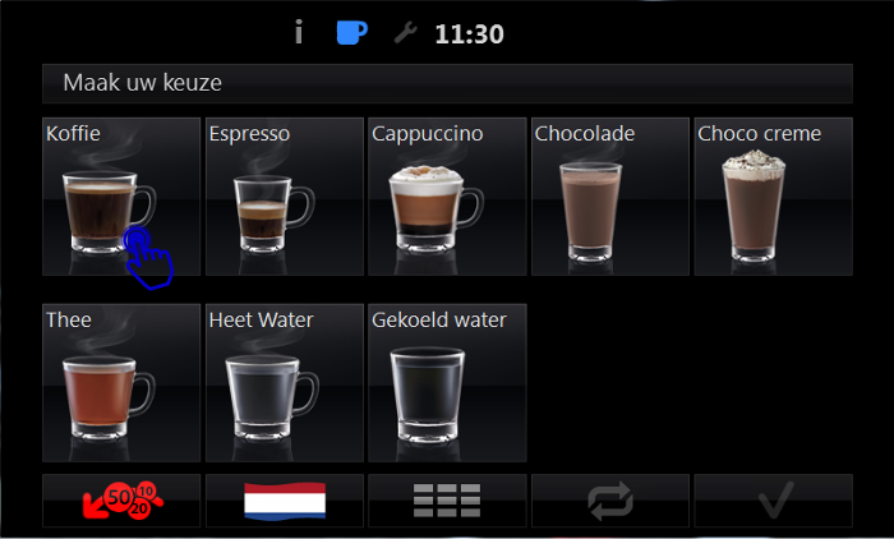 i 11:30
Maak uw keuze
Koffie Espresso Cappuccino Chocolade Choco creme
Thee Heet Water Gekoeld water
50 10 20